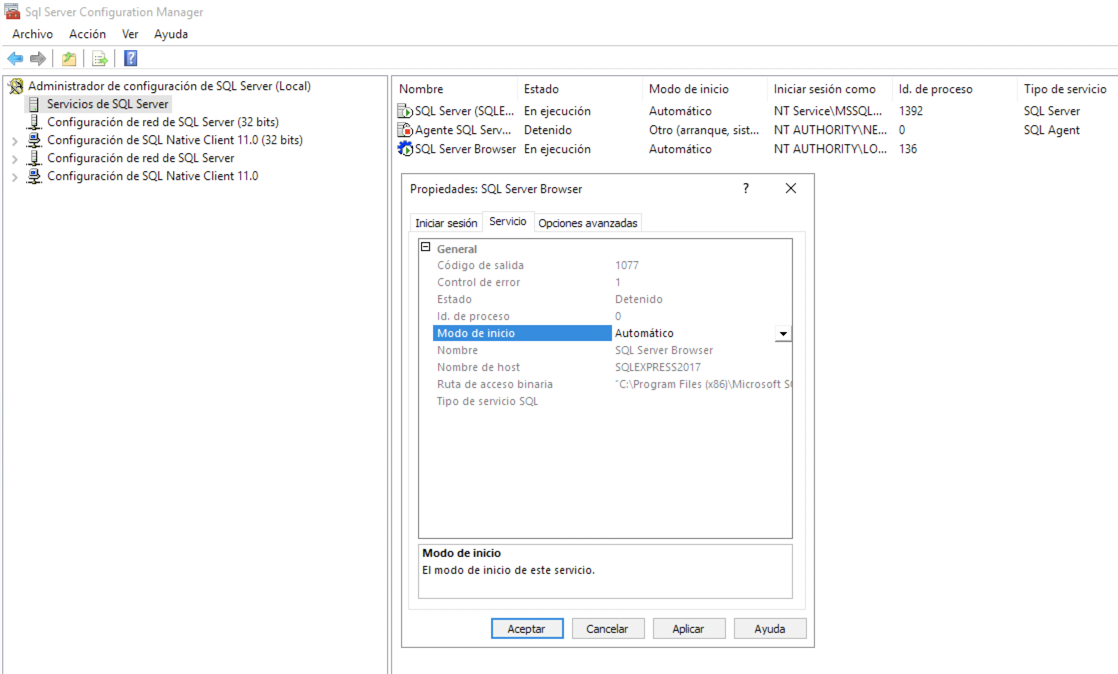 Sql Server Configuration Manager
Archivo Acción Ver Ayuda
Administrador de configuración de SQL Server (Local)
Servicios de SQL Server
Configuración de red de SQL Server (32 bits)
Configuración de SQL Native Client 11.0 (32 bits)
Configuración de red de SQL Server
Configuración de SQL Native Client 11.0
Nombre Estado Modo de inicio Iniciar sesión como Id. de proceso Tipo de servicio
SQL Server (SQLE... En ejecución Automático NT Service\MSSQL... 1392 SQL Server
Agente SQL Serv... Detenido Otro (arranque, sist... NT AUTHORITY\NE... 0 SQL Agent
SQL Server Browser En ejecución Automático NT AUTHORITY\LO... 136
Propiedades: SQL Server Browser ?
Iniciar sesión Servicio Opciones avanzadas
General
Código de salida 1077
Control de error 1
Estado Detenido
Id. de proceso 0
Modo de inicio Automático
Nombre SQL Server Browser
Nombre de host SQLEXPRESS2017
Ruta de acceso binaria "C:\Program Files (x86)\Microsoft S
Tipo de servicio SQL
Modo de inicio
El modo de inicio de este servicio.
Aceptar Cancelar Aplicar Ayuda